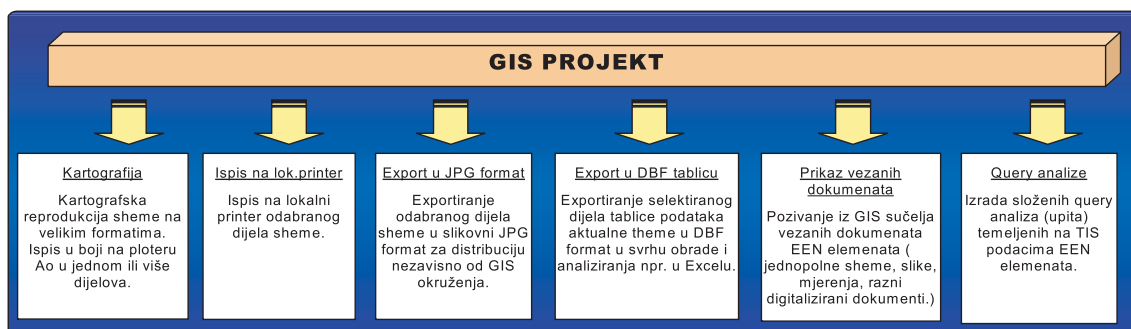 GIS PROJEKT
Kartografija
Kartografska
reprodukcija sheme na
velikim formatima.
Ispis u boji na ploteru
Ao u jednom ili više
dijelova.
Ispis na lok.printer
Ispis na lokalni
printer odabranog
dijela sheme.
Export u JPG format
Exportiranje
odabranog dijela
sheme u slikovni JPG
format za distribuciju
nezavisno od GIS
okruženja.
Export u DBF tablicu
Exportiranje selektiranog
dijela tablice podataka
aktualne theme u DBF
format u svrhu obrade i
analiziranja npr. u Excelu.
Prikaz vezanih
dokumenata
Pozivanje iz GIS sučelja
vezanih dokumenata
EEN elemenata (
jednopolne sheme, slike,
mjerenja, razni
digitalizirani dokumenti.)
Query analize
Izrada složenih query
analiza (upita)
temeljenih na TIS
podacima EEN
elemenata.